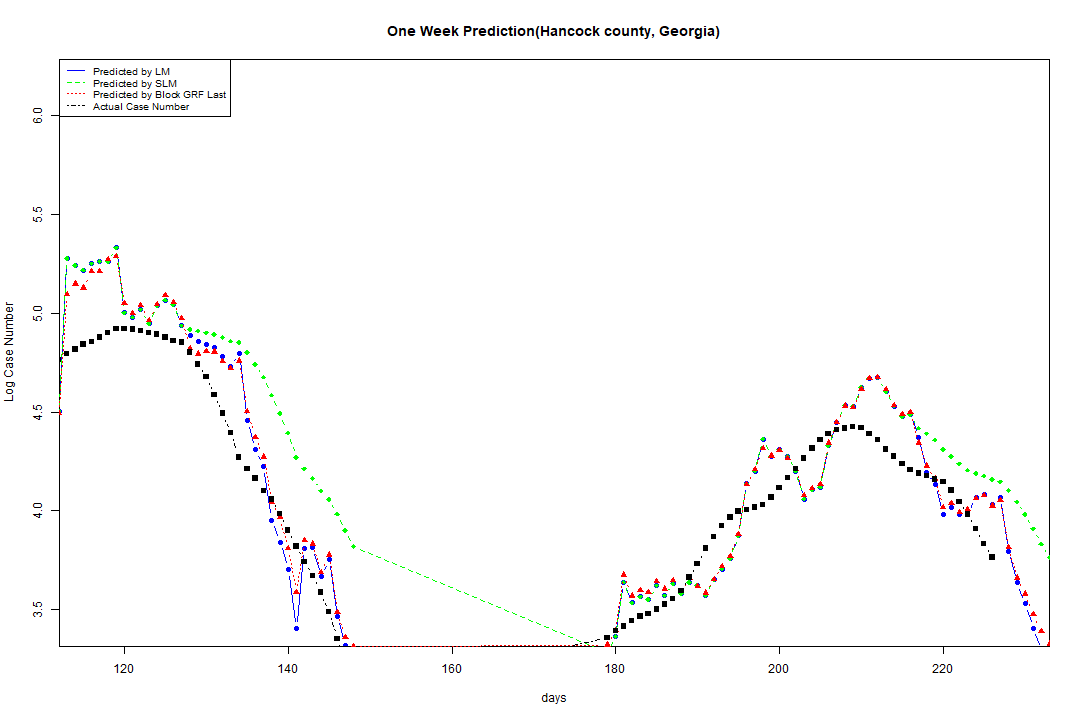 One Week Prediction(Hancock county, Georgia)
Predicted by LM
Predicted by SLM
Predicted by Block GRF Last
Actual Case Number
6.0
5.5
5.0
4.5
4.0
3.5
Log Case Number
120 140 160 180 200 220
days